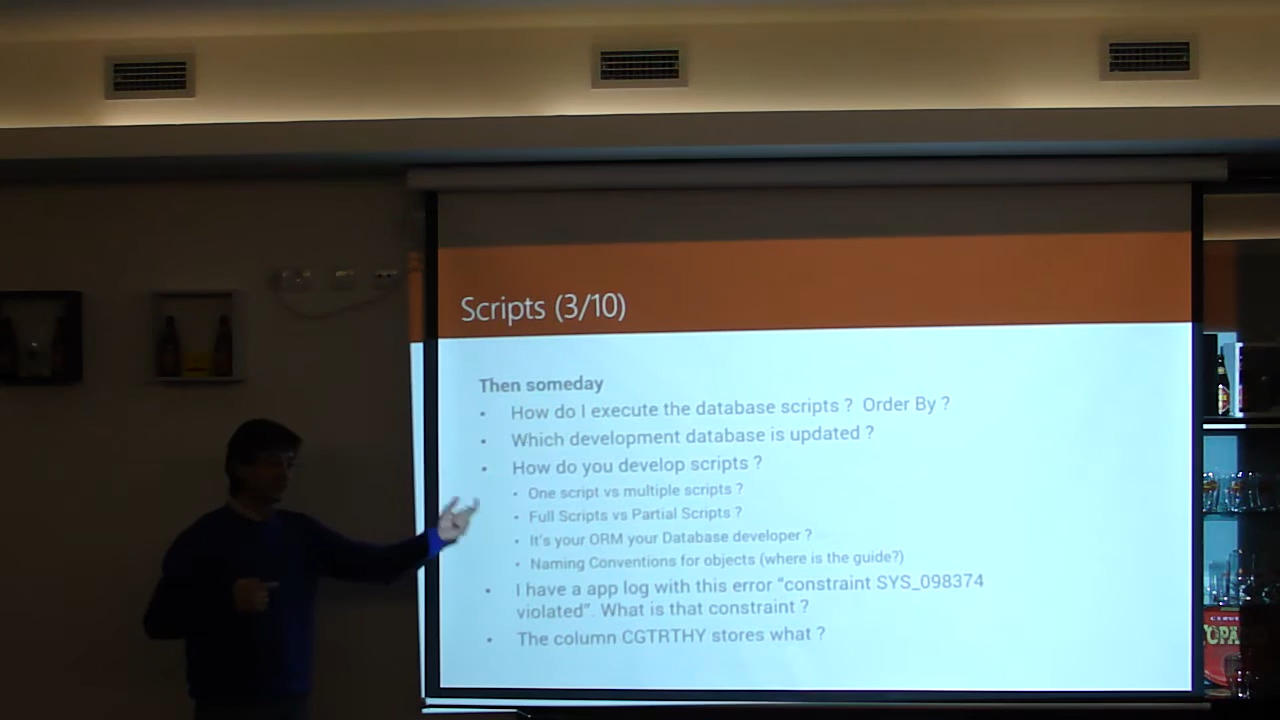 Scripts (3/10)
Then someday
• How do I execute the database scripts ? Order By ?
• Which development database is updated ?
• How do you develop scripts ?
• One script vs multiple scripts ?
• Full Scripts vs Partial Scripts ?
• It's your ORM your Database developer ?
• Naming Conventions for objects (where is the guide?)
• I have a app log with this error "constraint SYS_098374
violated". What is that constraint ?
• The column CGTRTHY stores what ?